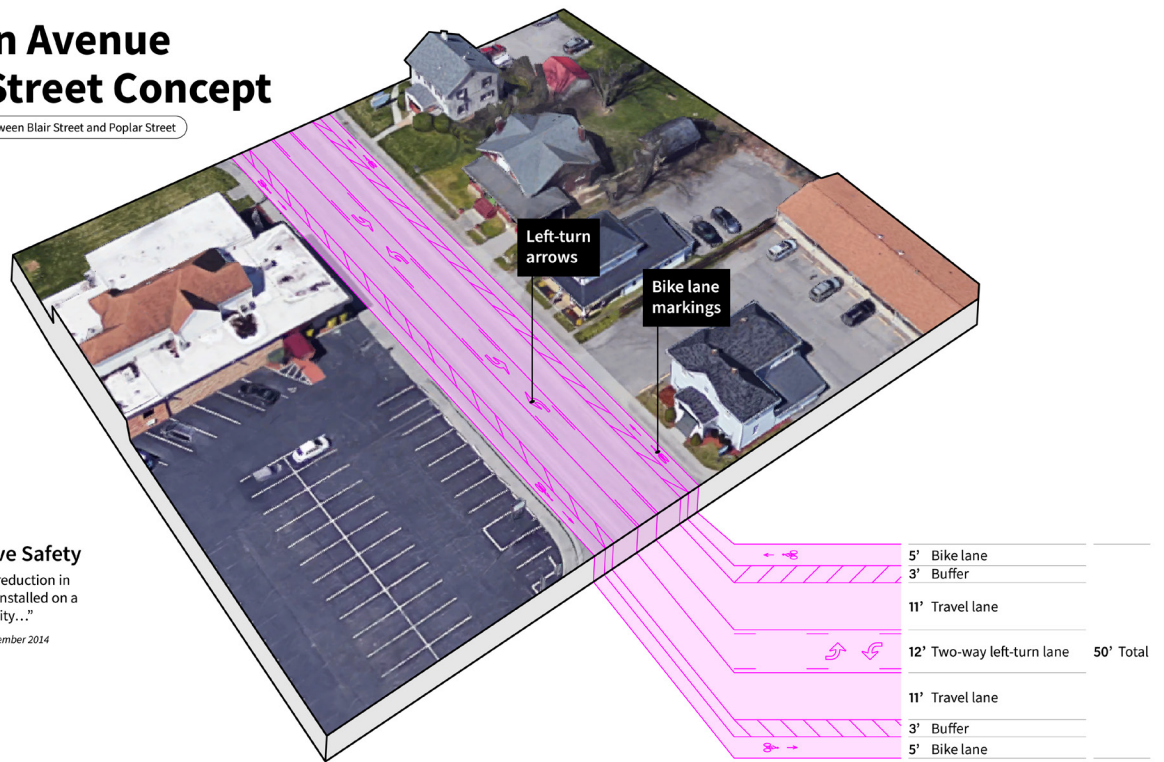 n Avenue
Street Concept
ween Blair Street and Poplar Street
Left-turn
arrows
Bike lane
markings
ve Safety
reduction in
nstalled on a
ity…”
ember 2014
5’ Bike lane
3’ Buffer
11’ Travel lane
12’ Two-way left-turn lane 50’ Total
11’ Travel lane
3’ Buffer
5’ Bike lane